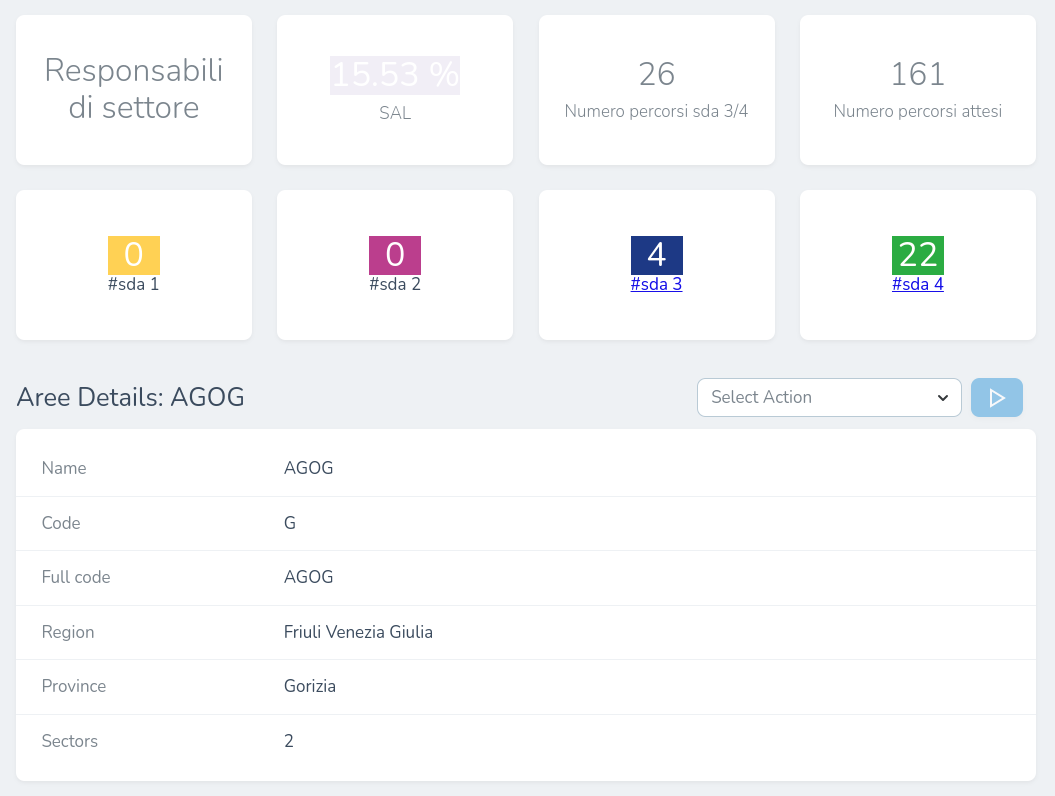 Responsabili
di settore
15.53 %
SAL
26
Numero percorsi sda 3/4
161
Numero percorsi attesi
0
#sda 1
0
#sda 2
4
#sda 3
22
#sda 4
Aree Details: AGOG
Select Action
Name AGOG
Code G
Full code AGOG
Region Friuli Venezia Giulia
Province Gorizia
Sectors 2